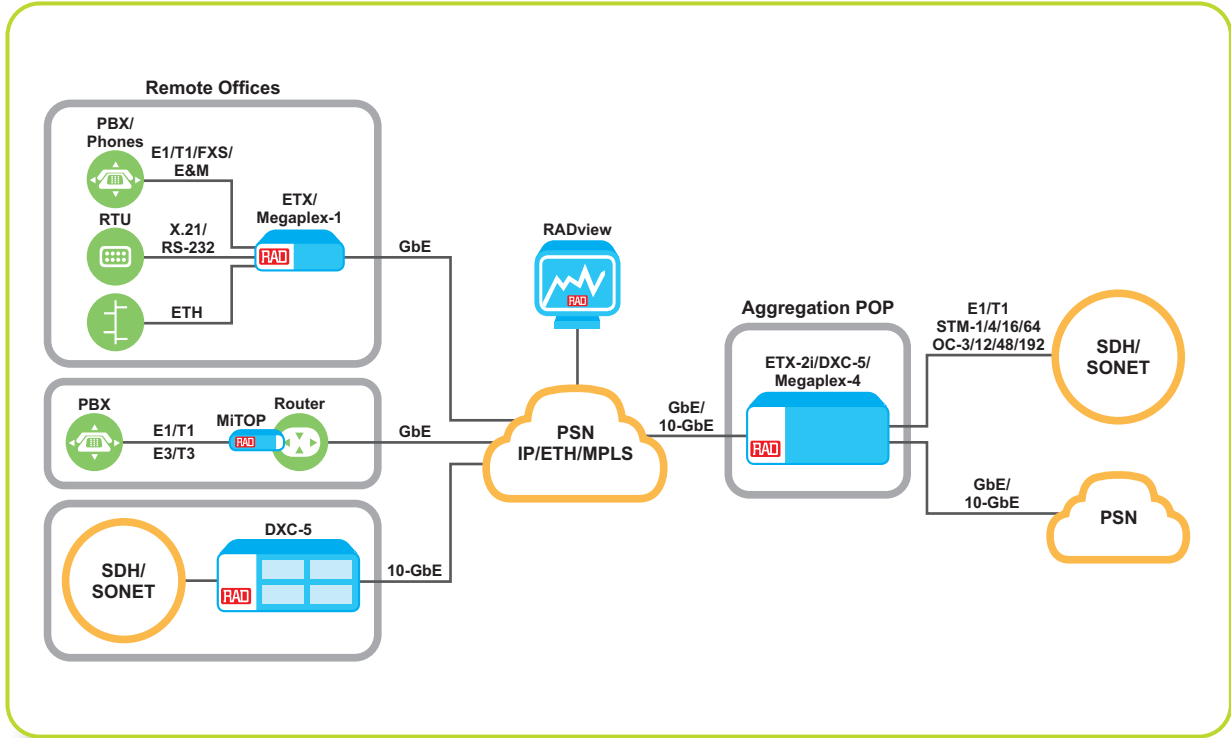 Remote Offices
PBX/
Phones
E1/T1/FXS/
E&M
RTU
X.21/
RS-232
ETH
ETX/
Megaplex-1
RAD
GbE
PBX
E1/T1
E3/T3
MiTOP
RAD
Router
GbE
SDH/
SONET
DXC-5
RAD
10-GbE
RADview
RAD
PSN
IP/ETH/MPLS
GbE/
10-GbE
Aggregation POP
ETX-2i/DXC-5/
Megaplex-4
RAD
E1/T1
STM-1/4/16/64
OC-3/12/48/192
SDH/
SONET
GbE/
10-GbE
PSN